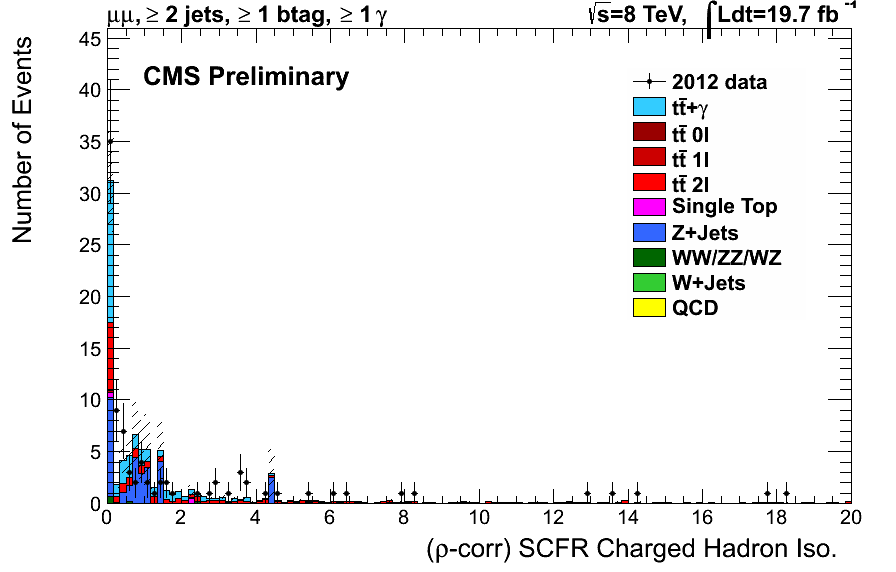 μμ, ≥ 2 jets, ≥ 1 btag, ≥ 1 γ
√s=8 TeV, ∫Ldt=19.7 fb⁻¹
CMS Preliminary
Number of Events
45
40
35
30
25
20
15
10
5
0
2012 data
tt̄+γ
tt̄ 0l
tt̄ 1l
tt̄ 2l
Single Top
Z+Jets
WW/ZZ/WZ
W+Jets
QCD
0 2 4 6 8 10 12 14 16 18 20
(ρ-corr) SCFR Charged Hadron Iso.